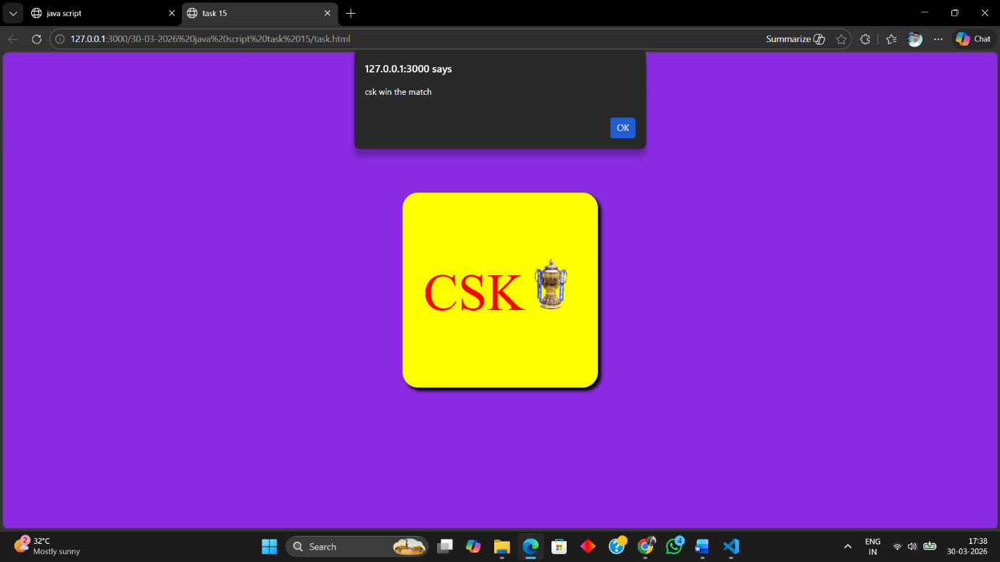 java script
task 15
127.0.0.1:3000/30-03-2026%20java%20script%20task%2015/task.html
Summarize
Chat
127.0.0.1:3000 says
csk win the match
OK
CSK
2
32°C
Mostly sunny
Search
4
ENG
IN
17:38
30-03-2026